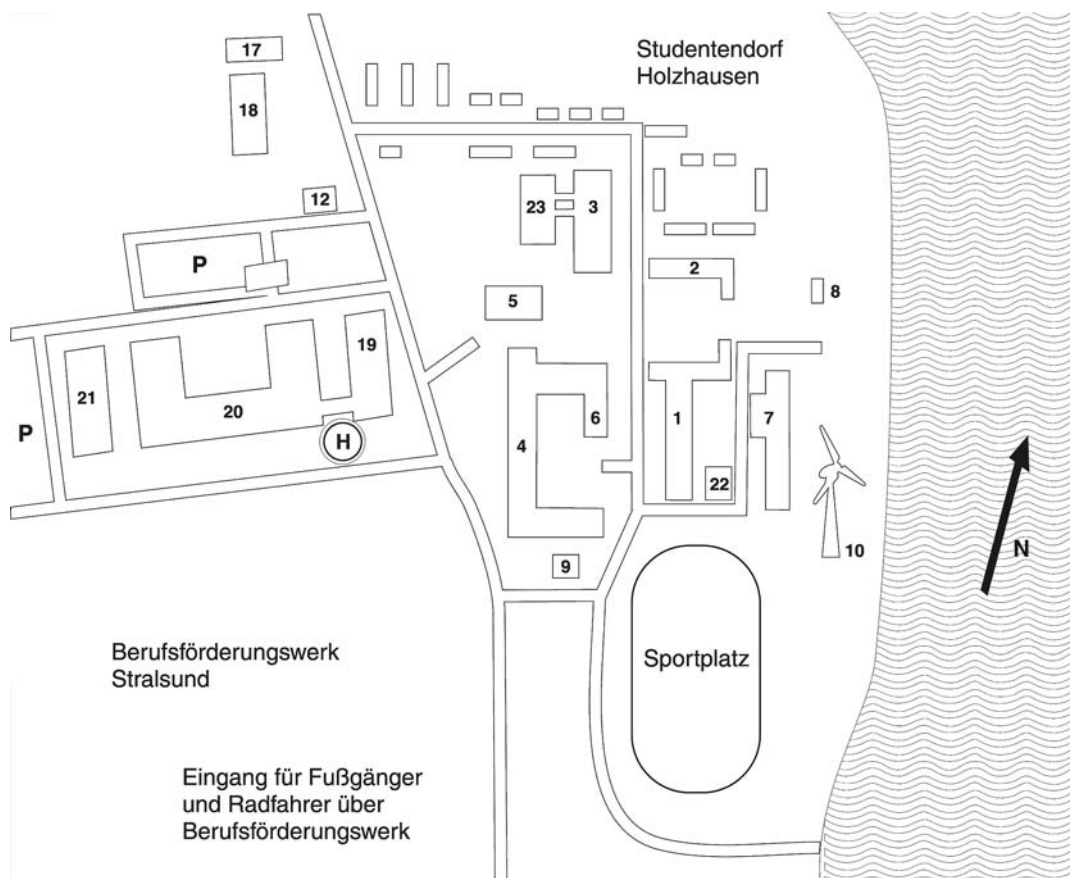 17
Studentendorf
Holzhausen
18
12
23
3
P
2
5
8
19
21
20
1
7
6
P
H
4
22
10
N
9
Berufsförderungswerk
Stralsund
Sportplatz
Eingang für Fußgänger
und Radfahrer über
Berufsförderungswerk